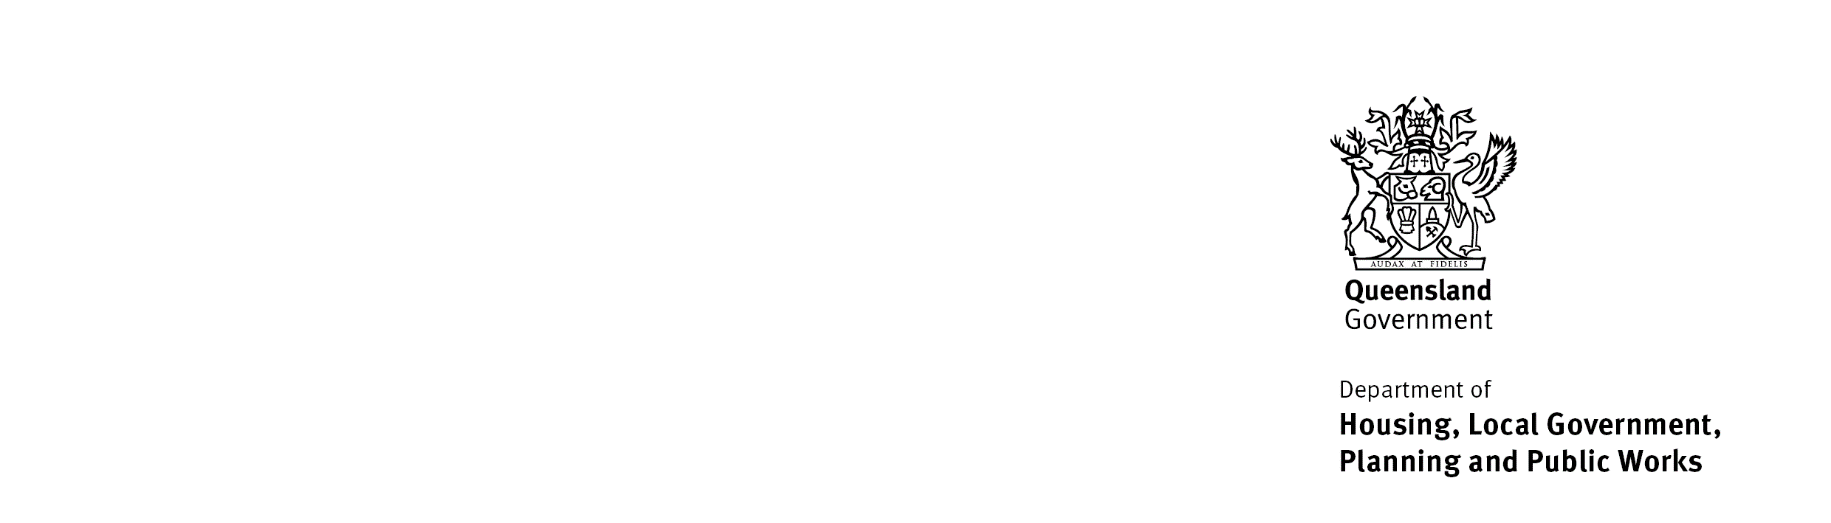 AUDAX AT FIDELIS
Queensland
Government
Department of
Housing, Local Government,
Planning and Public Works